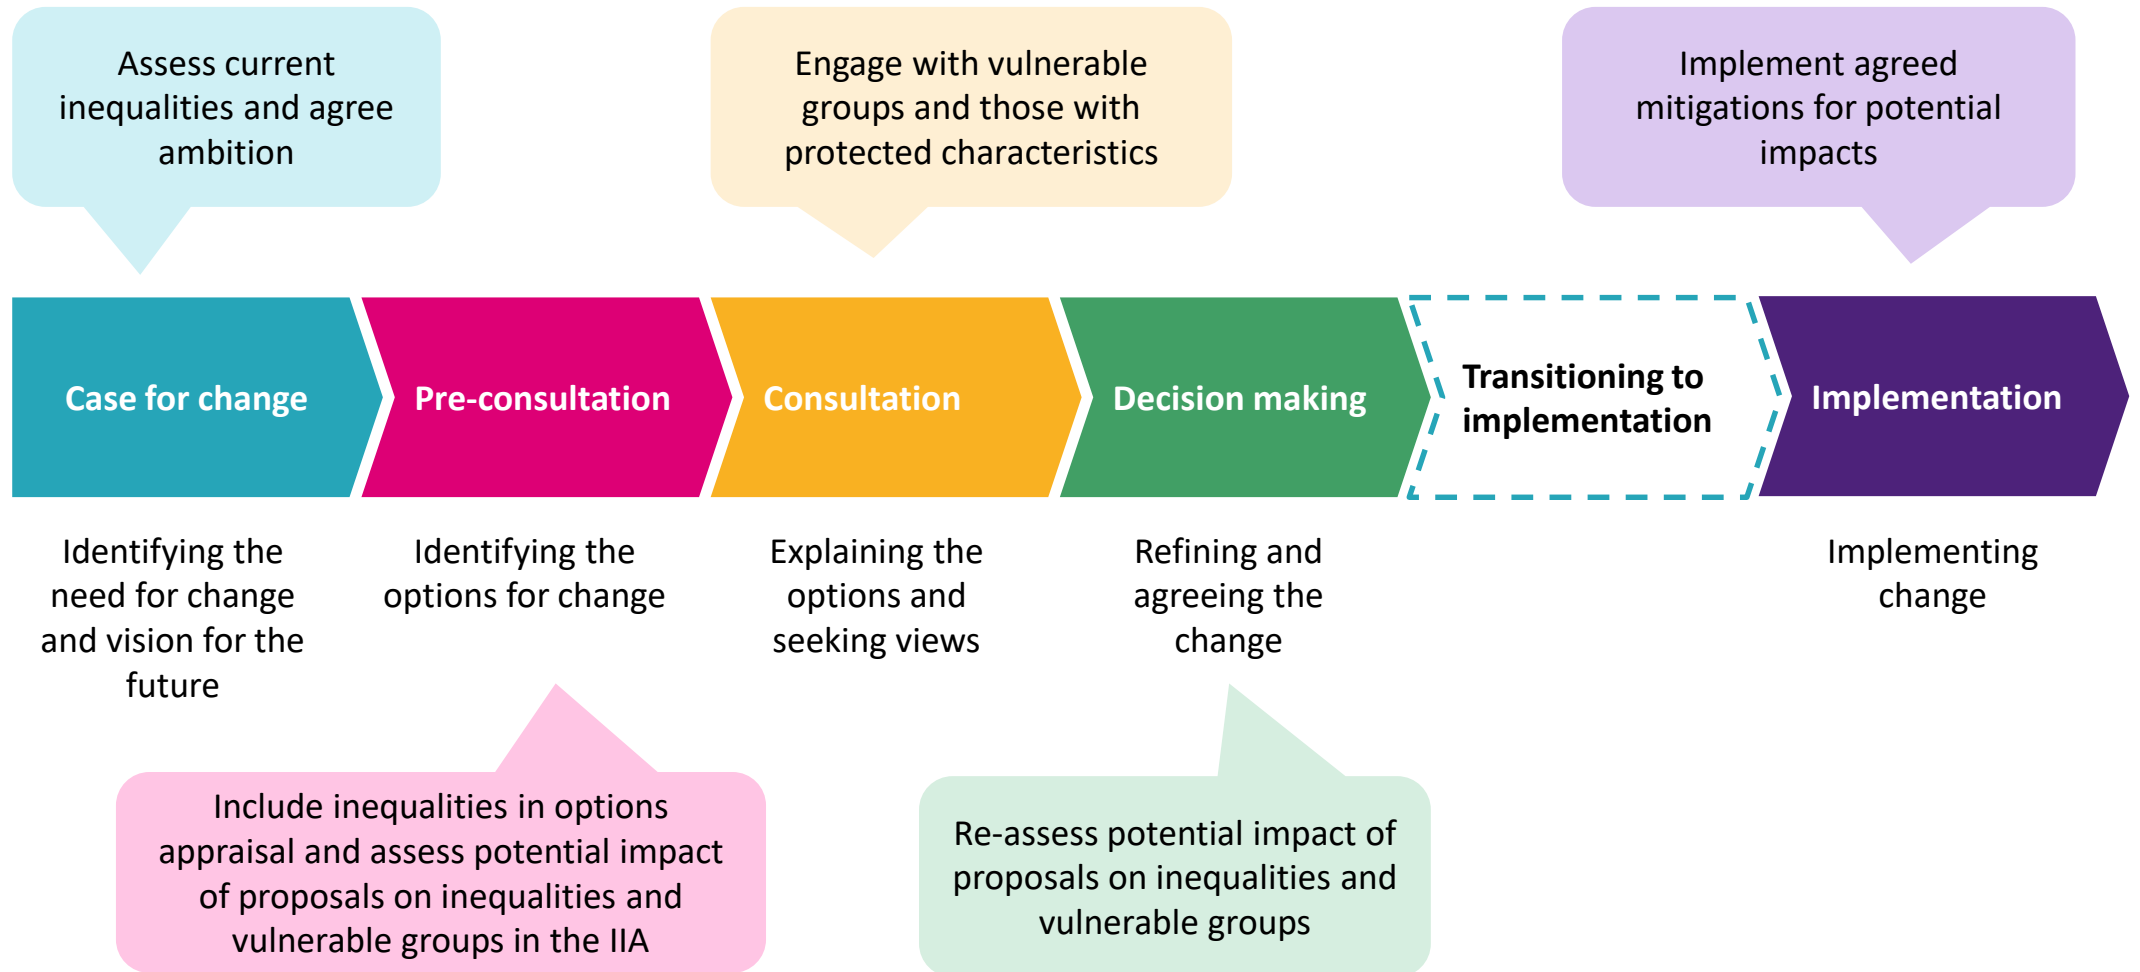 Assess current
inequalities and agree
ambition
Engage with vulnerable
groups and those with
protected characteristics
Implement agreed
mitigations for potential
impacts
Case for change
Pre-consultation
Consultation
Decision making
Transitioning to
implementation
Implementation
Identifying the
need for change
and vision for the
future
Identifying the
options for change
Explaining the
options and
seeking views
Refining and
agreeing the
change
Implementing
change
Include inequalities in options
appraisal and assess potential impact
of proposals on inequalities and
vulnerable groups in the IIA
Re-assess potential impact of
proposals on inequalities and
vulnerable groups